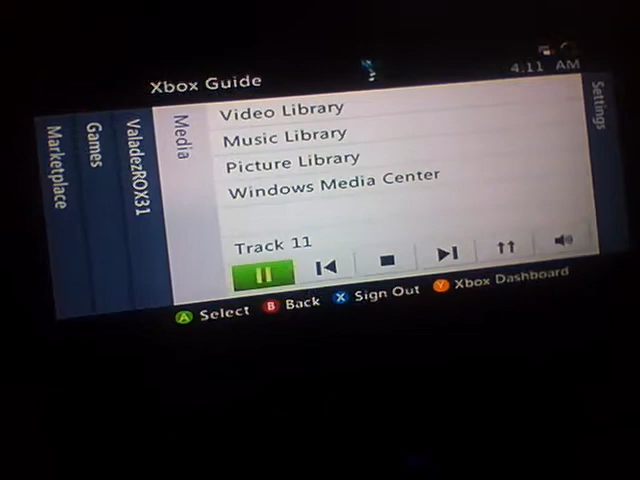 Xbox Guide
4:11 AM
Marketplace
Games
ValadezROX31
Media
Video Library
Music Library
Picture Library
Windows Media Center
Track 11
Settings
A Select B Back X Sign Out Y Xbox Dashboard